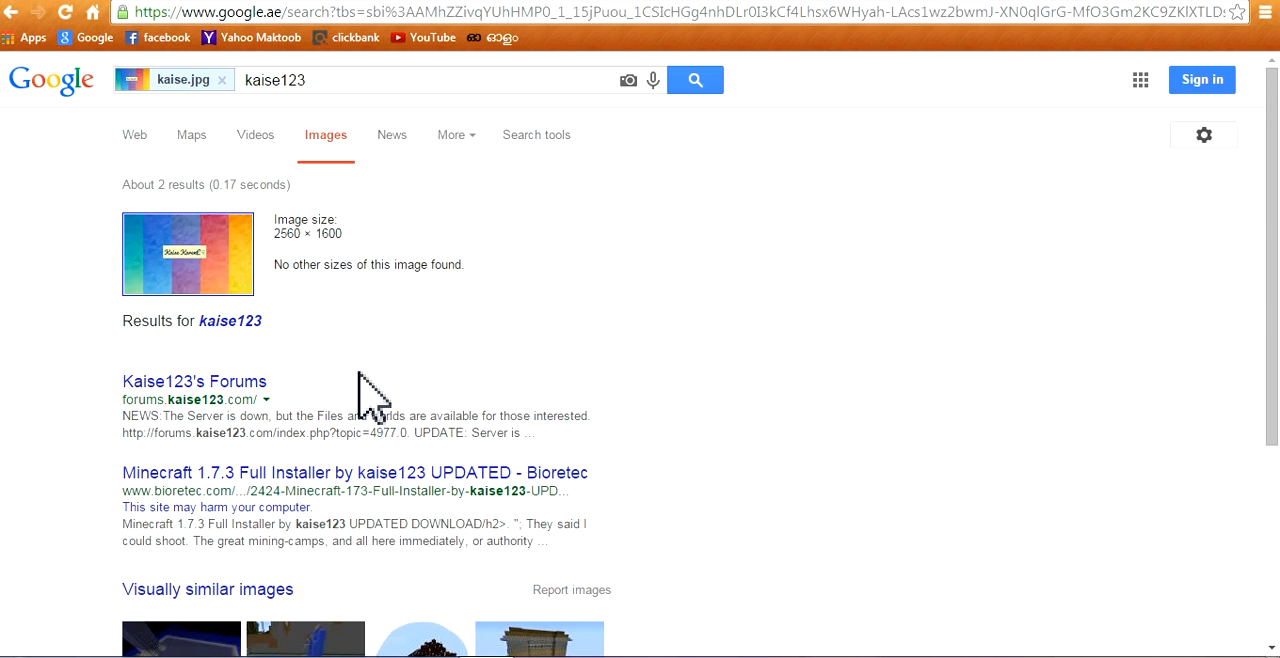 https://www.google.ae/search?tbs=sbi%3AAMhZZivqYUhHMP0_1_15jPuou_1CSIcHGg4nhDLr0I3kCf4Lhsx6WHyah-LAcs1wz2bwmJ-XN0qlGrG-MfO3Gm2KC9ZKlXTLD
Apps Google facebook Yahoo Maktoob clickbank YouTube ഓളം
Google kaise.jpg × kaise123 Sign in
Web Maps Videos Images News More Search tools
About 2 results (0.17 seconds)
Image size:
2560 × 1600
Kaise
No other sizes of this image found.
Results for kaise123
Kaise123's Forums
forums.kaise123.com/
NEWS:The Server is down, but the Files are available for those interested.
http://forums.kaise123.com/index.php?topic=4977.0. UPDATE: Server is ...
Minecraft 1.7.3 Full Installer by kaise123 UPDATED - Bioretec
www.bioretec.com/.../2424-Minecraft-173-Full-Installer-by-kaise123-UPD...
This site may harm your computer.
Minecraft 1.7.3 Full Installer by kaise123 UPDATED DOWNLOAD/h2>. "; They said I
could shoot. The great mining-camps, and all here immediately, or authority ...
Visually similar images Report images